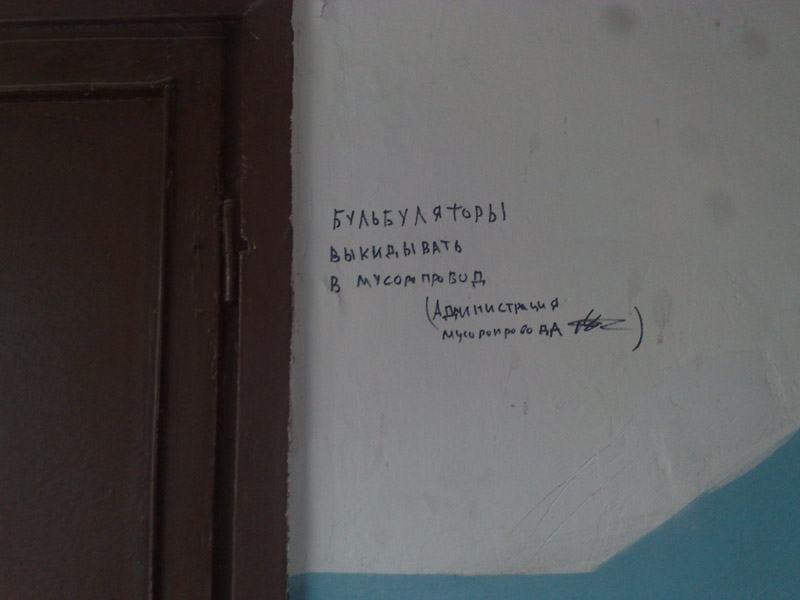 БУЛЬБУЛЯТОРЫ
ВЫКИДЫВАТЬ
В МУСОРОПРОВОД
(Администрация
мусоропровода)